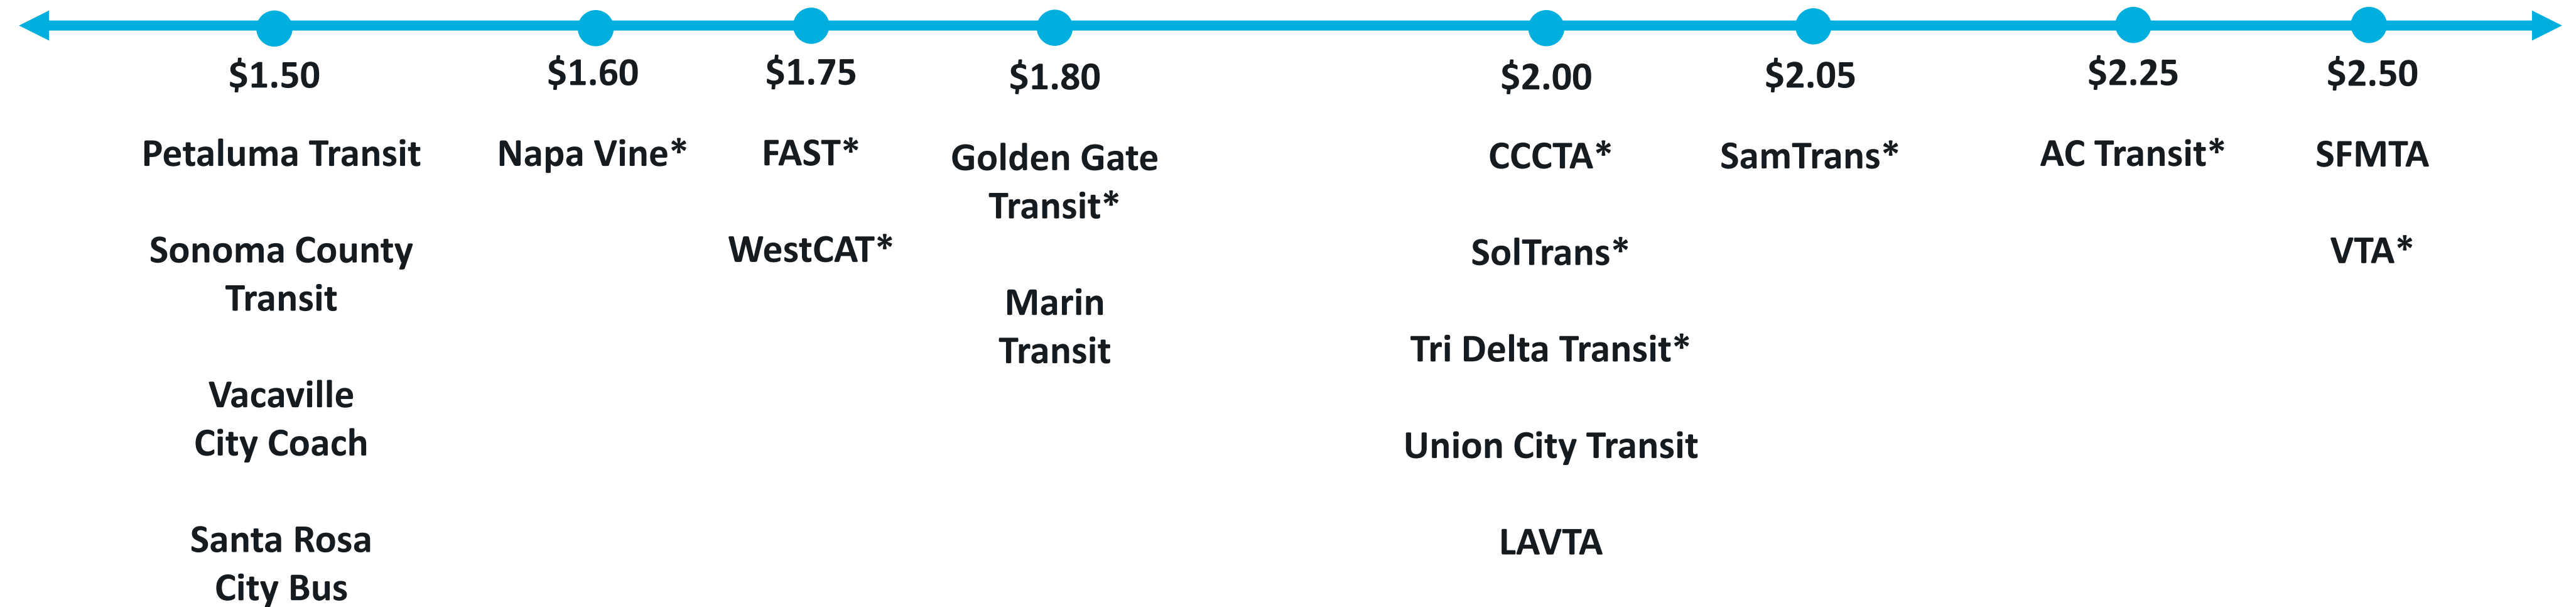 $1.50
Petaluma Transit
Sonoma County
Transit
Vacaville
City Coach
Santa Rosa
City Bus
$1.60
Napa Vine*
$1.75
FAST*
WestCAT*
$1.80
Golden Gate
Transit*
Marin
Transit
$2.00
CCCTA*
SolTrans*
Tri Delta Transit*
Union City Transit
LAVTA
$2.05
SamTrans*
$2.25
AC Transit*
$2.50
SFMTA
VTA*